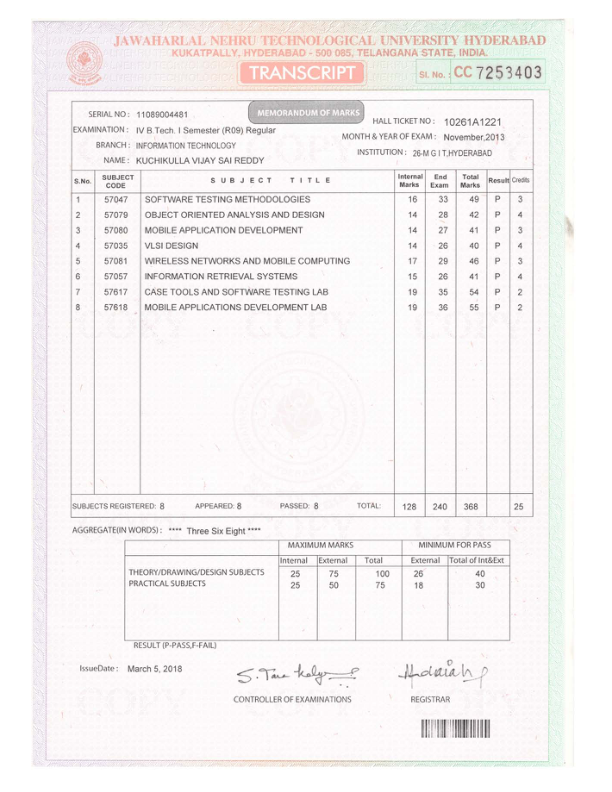 JAWAHARLAL NEHRU TECHNOLOGICAL UNIVERSITY HYDERABAD
KUKATPALLY, HYDERABAD - 500 085, TELANGANA STATE, INDIA.
TRANSCRIPT
Sl. No. : CC 7253403
MEMORANDUM OF MARKS
SERIAL NO : 11089004481
HALL TICKET NO : 10261A1221
EXAMINATION : IV B.Tech. I Semester (R09) Regular
MONTH & YEAR OF EXAM : November,2013
BRANCH : INFORMATION TECHNOLOGY
INSTITUTION : 26-M G I T,HYDERABAD
NAME : KUCHIKULLA VIJAY SAI REDDY
S.No. SUBJECT CODE SUBJECT TITLE Internal Marks End Exam Total Marks Result Credits
1 57047 SOFTWARE TESTING METHODOLOGIES 16 33 49 P 3
2 57079 OBJECT ORIENTED ANALYSIS AND DESIGN 14 28 42 P 4
3 57080 MOBILE APPLICATION DEVELOPMENT 14 27 41 P 3
4 57035 VLSI DESIGN 14 26 40 P 4
5 57081 WIRELESS NETWORKS AND MOBILE COMPUTING 17 29 46 P 3
6 57057 INFORMATION RETRIEVAL SYSTEMS 15 26 41 P 4
7 57617 CASE TOOLS AND SOFTWARE TESTING LAB 19 35 54 P 2
8 57618 MOBILE APPLICATIONS DEVELOPMENT LAB 19 36 55 P 2
SUBJECTS REGISTERED: 8 APPEARED: 8 PASSED: 8 TOTAL: 128 240 368 25
AGGREGATE(IN WORDS) : **** Three Six Eight ****
MAXIMUM MARKS MINIMUM FOR PASS
Internal External Total External Total of Int&Ext
THEORY/DRAWING/DESIGN SUBJECTS 25 75 100 26 40
PRACTICAL SUBJECTS 25 50 75 18 30
RESULT (P-PASS,F-FAIL)
IssueDate : March 5, 2018
CONTROLLER OF EXAMINATIONS
REGISTRAR